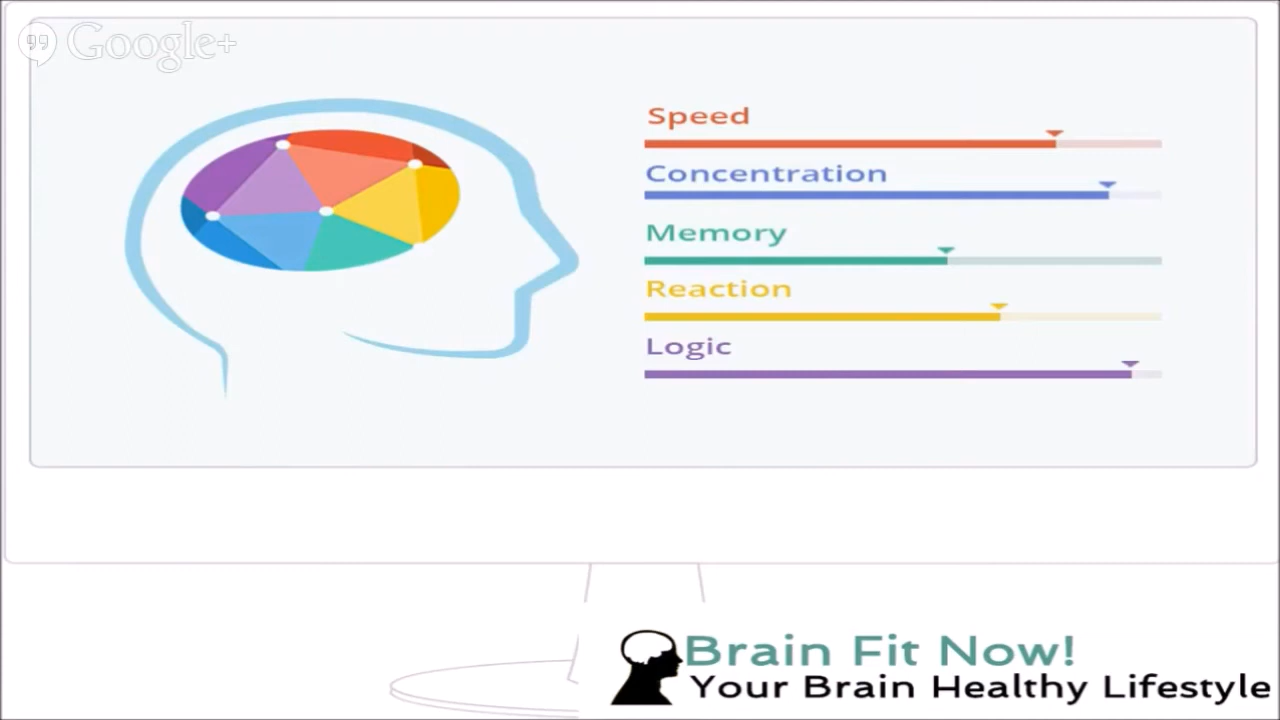 Google+
Speed
Concentration
Memory
Reaction
Logic
Brain Fit Now!
Your Brain Healthy Lifestyle